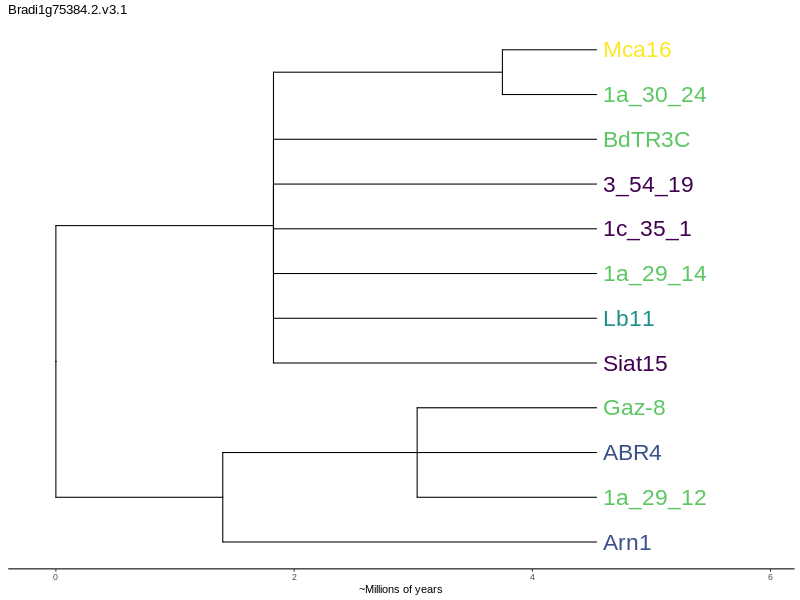 Bradi1g75384.2.v3.1
Mca16
1a_30_24
BdTR3C
3_54_19
1c_35_1
1a_29_14
Lb11
Siat15
Gaz-8
ABR4
1a_29_12
Arn1
0 2 4 6
~Millions of years